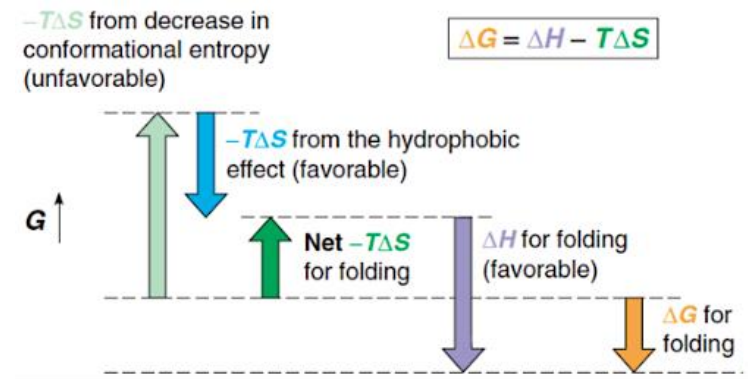 –TΔS from decrease in
conformational entropy
(unfavorable)
ΔG = ΔH – TΔS
–TΔS from the hydrophobic
effect (favorable)
G
Net –TΔS
for folding
ΔH for folding
(favorable)
ΔG for
folding